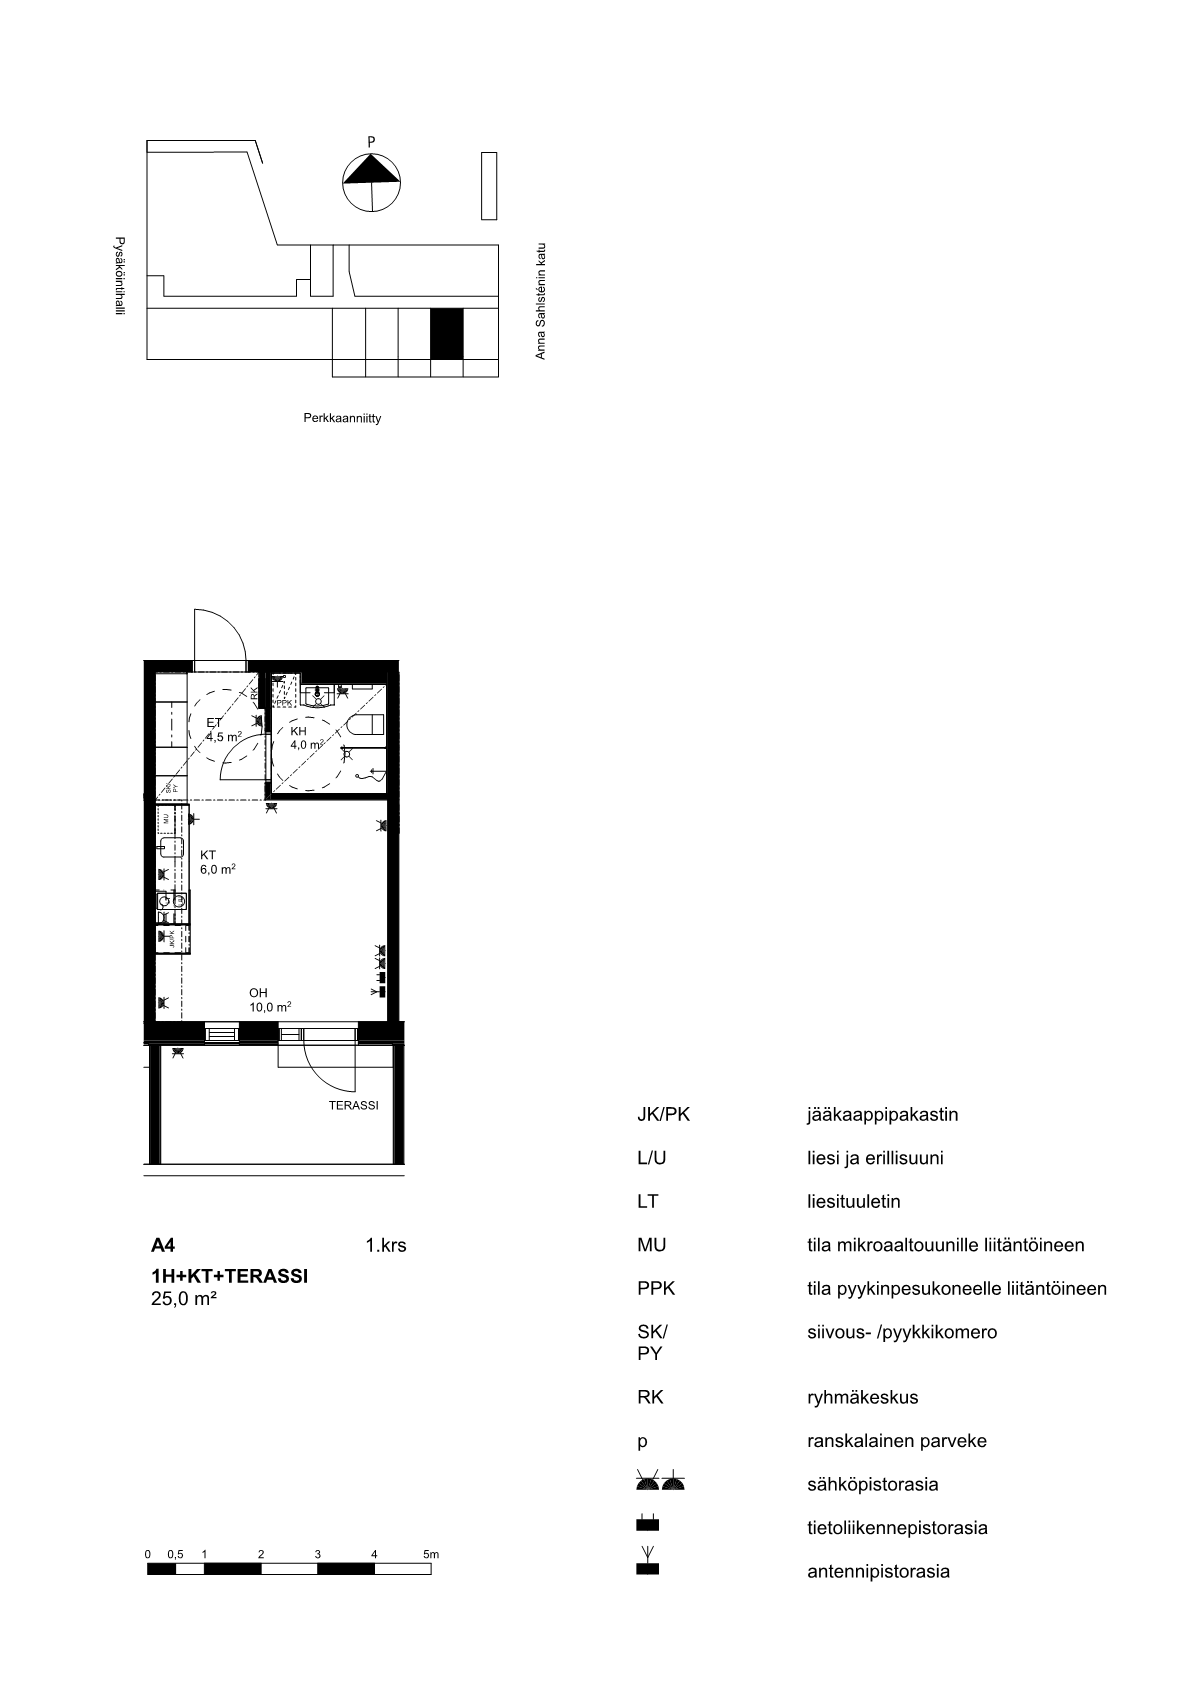 P
Pysäköintihalli
Anna Sahlsténin katu
Perkkaanniitty
RK
PPK
ET
4,5 m²
KH
4,0 m²
SK/
PY
MU
KT
6,0 m²
JK/PK
OH
10,0 m²
TERASSI
A4 1.krs
1H+KT+TERASSI
25,0 m²
0 0,5 1 2 3 4 5m
JK/PK jääkaappipakastin
L/U liesi ja erillisuuni
LT liesituuletin
MU tila mikroaaltouunille liitäntöineen
PPK tila pyykinpesukoneelle liitäntöineen
SK/ siivous- /pyykkikomero
PY
RK ryhmäkeskus
p ranskalainen parveke
sähköpistorasia
tietoliikennepistorasia
antennipistorasia